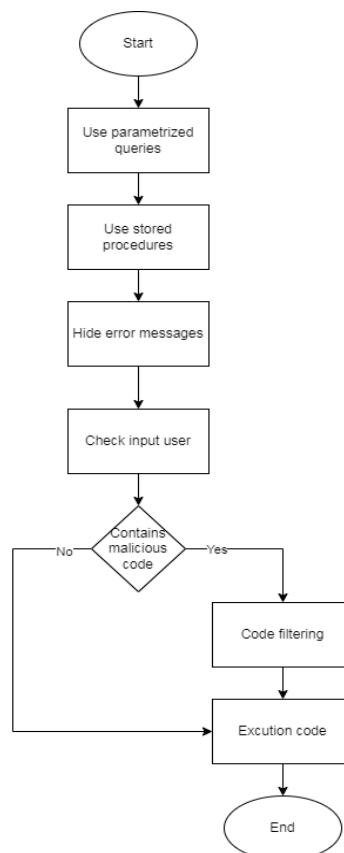 Start
Use parametrized
queries
Use stored
procedures
Hide error messages
Check input user
Contains
malicious
code
No
Yes
Code filtering
Excution code
End